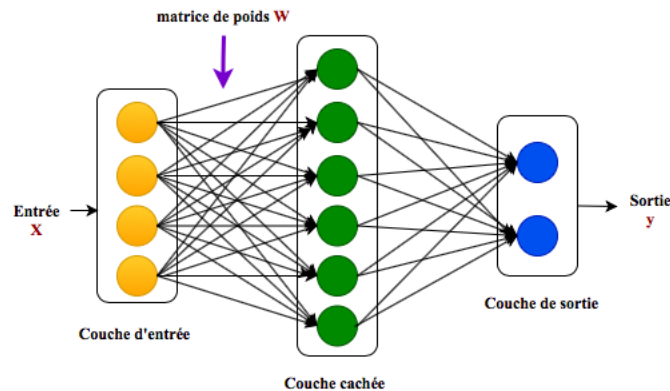 matrice de poids W
Entrée
X
Sortie
y
Couche d'entrée
Couche cachée
Couche de sortie